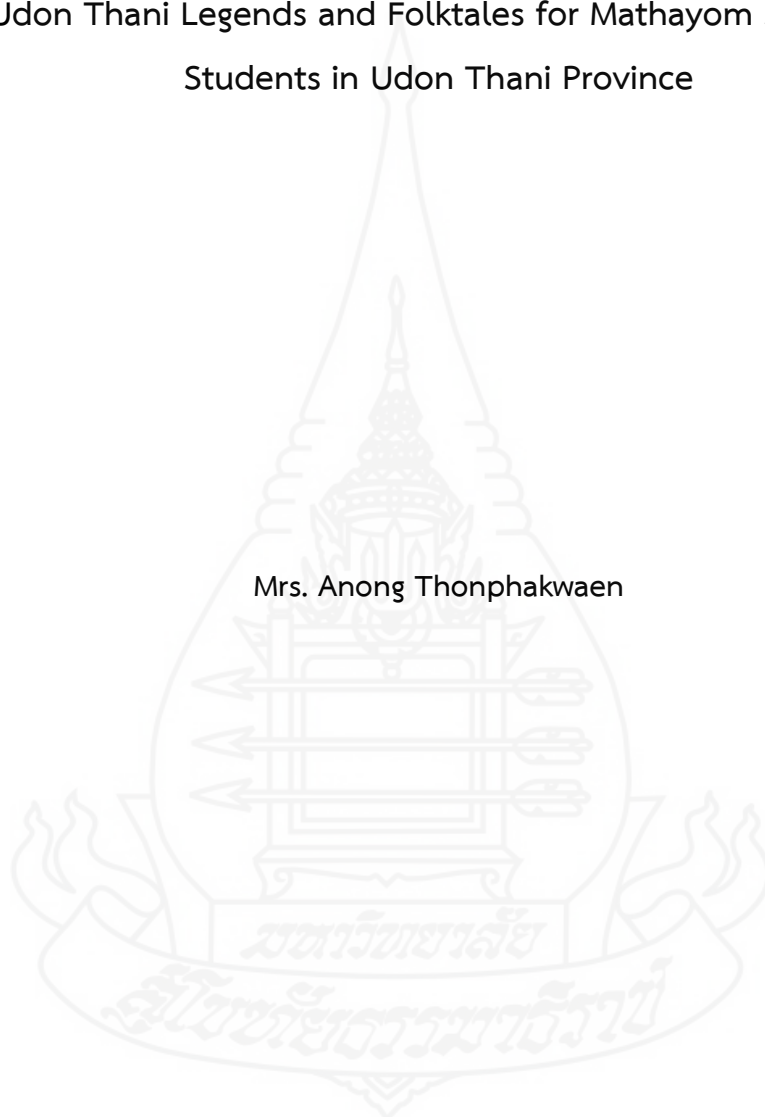 Udon Thani Legends and Folktales for Mathayom
Students in Udon Thani Province
Mrs. Anong Thonphakwaen
มหาวิทยาลัย
สุโขทัยธรรมาธิราช